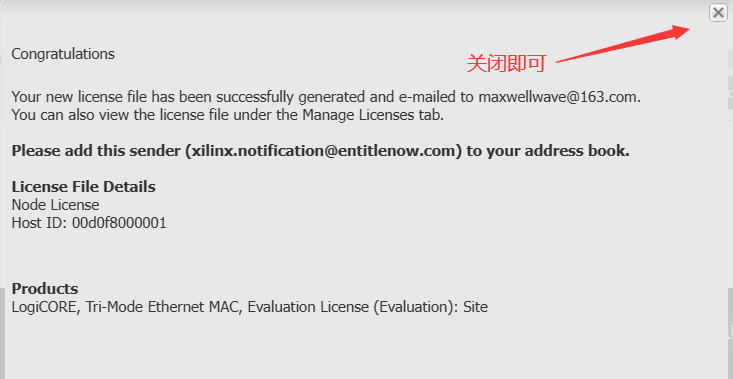 Congratulations
关闭即可
Your new license file has been successfully generated and e-mailed to maxwellwave@163.com.
You can also view the license file under the Manage Licenses tab.
Please add this sender (xilinx.notification@entitlenow.com) to your address book.
License File Details
Node License
Host ID: 00d0f8000001
Products
LogiCORE, Tri-Mode Ethernet MAC, Evaluation License (Evaluation): Site